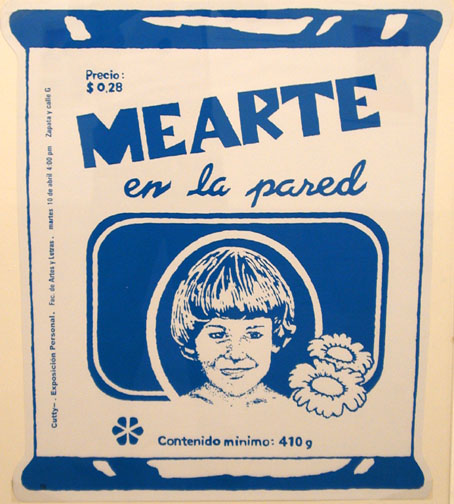 Precio:
$ 0,28
MEARTE
en la pared
Cutty-. Exposición Personal. Fac. de Artes y Letras. martes 10 de abril 4:00 pm Zapata y calle G
Contenido minimo: 410 g